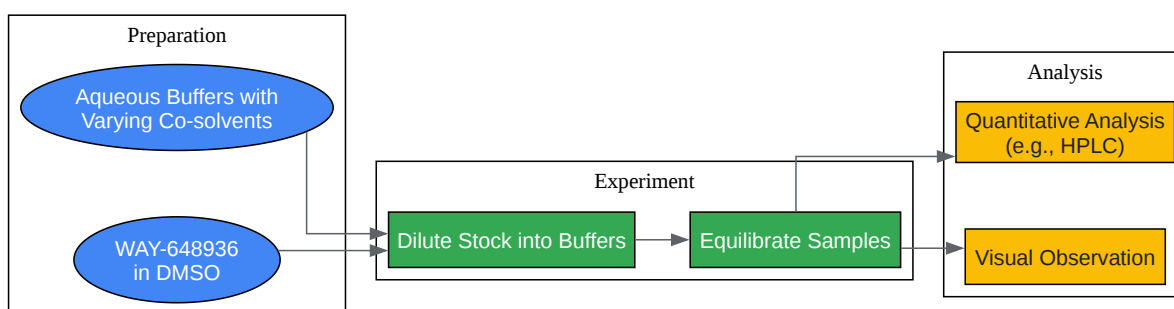 Preparation
Aqueous Buffers with
Varying Co-solvents
WAY-648936
in DMSO
Experiment
Dilute Stock into Buffers
Equilibrate Samples
Analysis
Quantitative Analysis
(e.g., HPLC)
Visual Observation